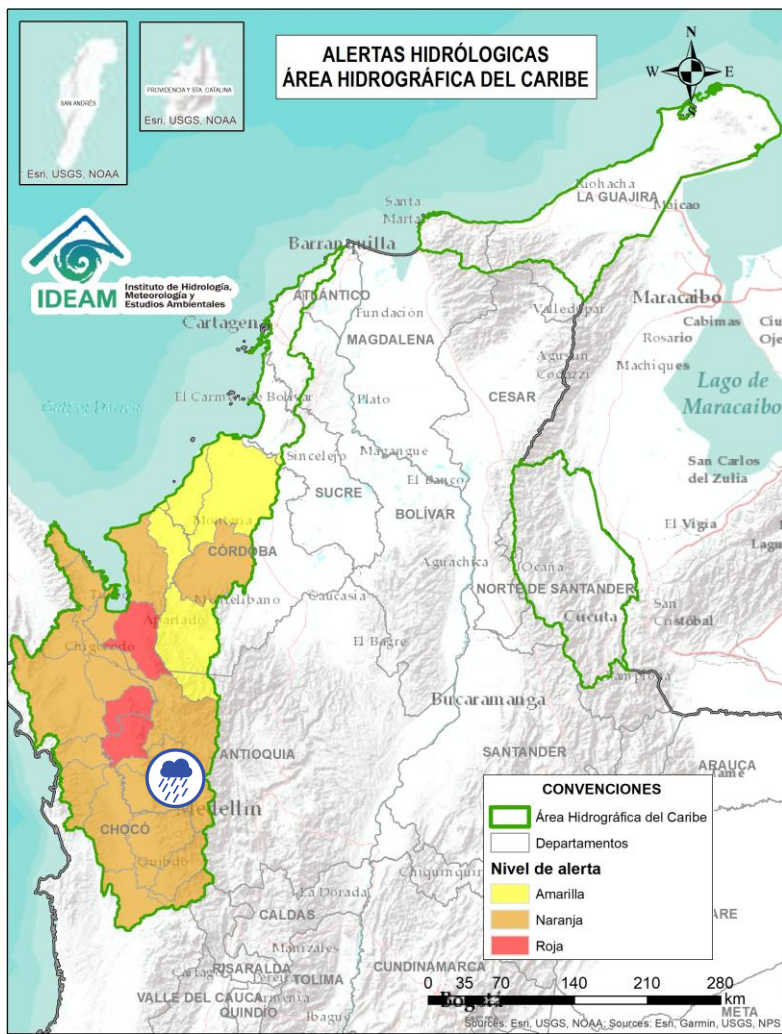 ALERTAS HIDRÓLOGICAS
ÁREA HIDROGRÁFICA DEL CARIBE
N
W
E
S
SAN ANDRÉS
Esri, USGS, NOAA
PROVIDENCIA Y STA. CATALINA
Esri, USGS, NOAA
IDEAM
Instituto de Hidrología,
Meteorología y
Estudios Ambientales
Riohacha
LA GUAJIRA
Maicao
Santa
Marta
Barranquilla
ATLÁNTICO
Cartagena
Fundación
MAGDALENA
Valledupar
Maracaibo
Cabimas
Rosario
Agustín
Codazzi
Machiques
CESAR
Lago de
Maracaibo
El Carmen de Bolívar
Plato
Sincelejo
Magangue
San Carlos
del Zulia
El Banco
SUCRE
BOLÍVAR
Montería
CÓRDOBA
El Vigía
Aguachica
Ocaña
NORTE DE SANTANDER
Montelíbano
Caucasia
Apartadó
Cúcuta
San
Cristóbal
Chigorodó
El Bagre
Pamplona
Bucaramanga
ANTIOQUIA
SANTANDER
ARAUCA
Medellín
CHOCÓ
Quibdó
La Dorada
CALDAS
Manizales
RISARALDA
TOLIMA
CUNDINAMARCA
VALLE DEL CAUCA
Armenia
QUINDÍO
Ibague
Bogotá
META
META
CONVENCIONES
Área Hidrográfica del Caribe
Departamentos
Nivel de alerta
Amarilla
Naranja
Roja
0 35 70 140 210 280
km
Sources: Esri, USGS, NOAA; Sources: Esri, Garmin, USGS, NPS